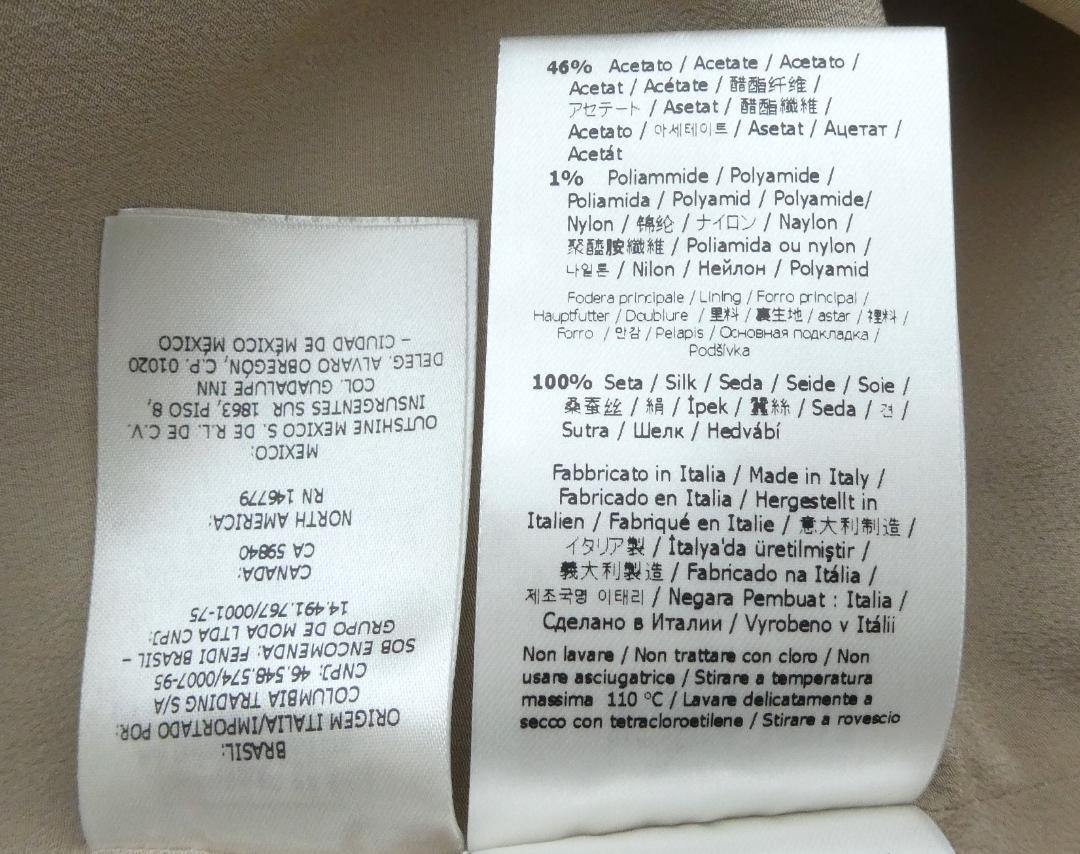 46% Acetato / Acetate / Acetato /
Acetat / Acétate / 醋酯纤维 /
アセテート / Asetat / 醋酯纖維 /
Acetato / 아세테이트 / Asetat / Ацетат /
Acetát
1% Poliammide / Polyamide /
Poliamida / Polyamid / Polyamide/
Nylon / 锦纶 / ナイロン / Naylon /
聚醯胺纖維 / Poliamida ou nylon /
나일론 / Nilon / Нейлон / Polyamid
Fodera principale / Lining / Forro principal /
Hauptfutter / Doublure / 里料 / 裏生地 / astar / 裡料 /
Forro / 안감 / Pelapis / Основная подкладка /
Podšívka
100% Seta / Silk / Seda / Seide / Soie /
桑蚕丝 / 絹 / İpek / 蠶絲 / Seda / 견 /
Sutra / Шелк / Hedvábí
Fabbricato in Italia / Made in Italy /
Fabricado en Italia / Hergestellt in
Italien / Fabriqué en Italie / 意大利制造 /
イタリア製 / İtalya'da üretilmiştir /
義大利製造 / Fabricado na Itália /
제조국명 이태리 / Negara Pembuat : Italia /
Сделано в Италии / Vyrobeno v Itálii
Non lavare / Non trattare con cloro / Non
usare asciugatrice / Stirare a temperatura
massima 110 °C / Lavare delicatamente a
secco con tetracloroetilene / Stirare a rovescio
BRASIL:
ORIGEM ITALIA/IMPORTADO POR:
COLUMBIA TRADING S/A
CNPJ: 46.548.574/0007-95
SOB ENCOMENDA: FENDI BRASIL –
GRUPO DE MODA LTDA CNPJ:
14.491.767/0001-75
CANADA:
CA 59840
NORTH AMERICA:
RN 146779
MEXICO:
OUTSHINE MEXICO S. DE R.L. DE C.V.
INSURGENTES SUR 1863, PISO 8,
COL. GUADALUPE INN
DELEG. ALVARO OBREGÓN, C.P. 01020
– CIUDAD DE MÉXICO MÉXICO